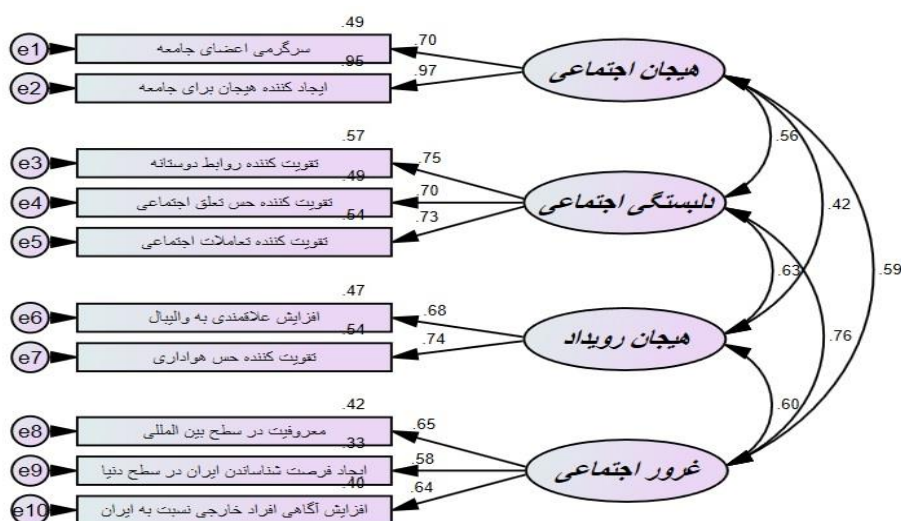 .49
e1 سرگرمی اعضای جامعه .70
.95
e2 ایجاد کننده هیجان برای جامعه .97
هیجان اجتماعی
.57
e3 تقویت کننده روابط دوستانه .75
.56
.49
e4 تقویت کننده حس تعلق اجتماعی .70
دلبستگی اجتماعی
.42
.54
e5 تقویت کننده تعاملات اجتماعی .73
.63
.59
.47
e6 افزایش علاقمندی به والیبال .68
.54
e7 تقویت کننده حس هواداری .74
هیجان رویداد
.76
.60
.42
e8 معروفیت در سطح بین المللی .65
.33
e9 ایجاد فرصت شناساندن ایران در سطح دنیا .58
غرور اجتماعی
.40
e10 افزایش آگاهی افراد خارجی نسبت به ایران .64